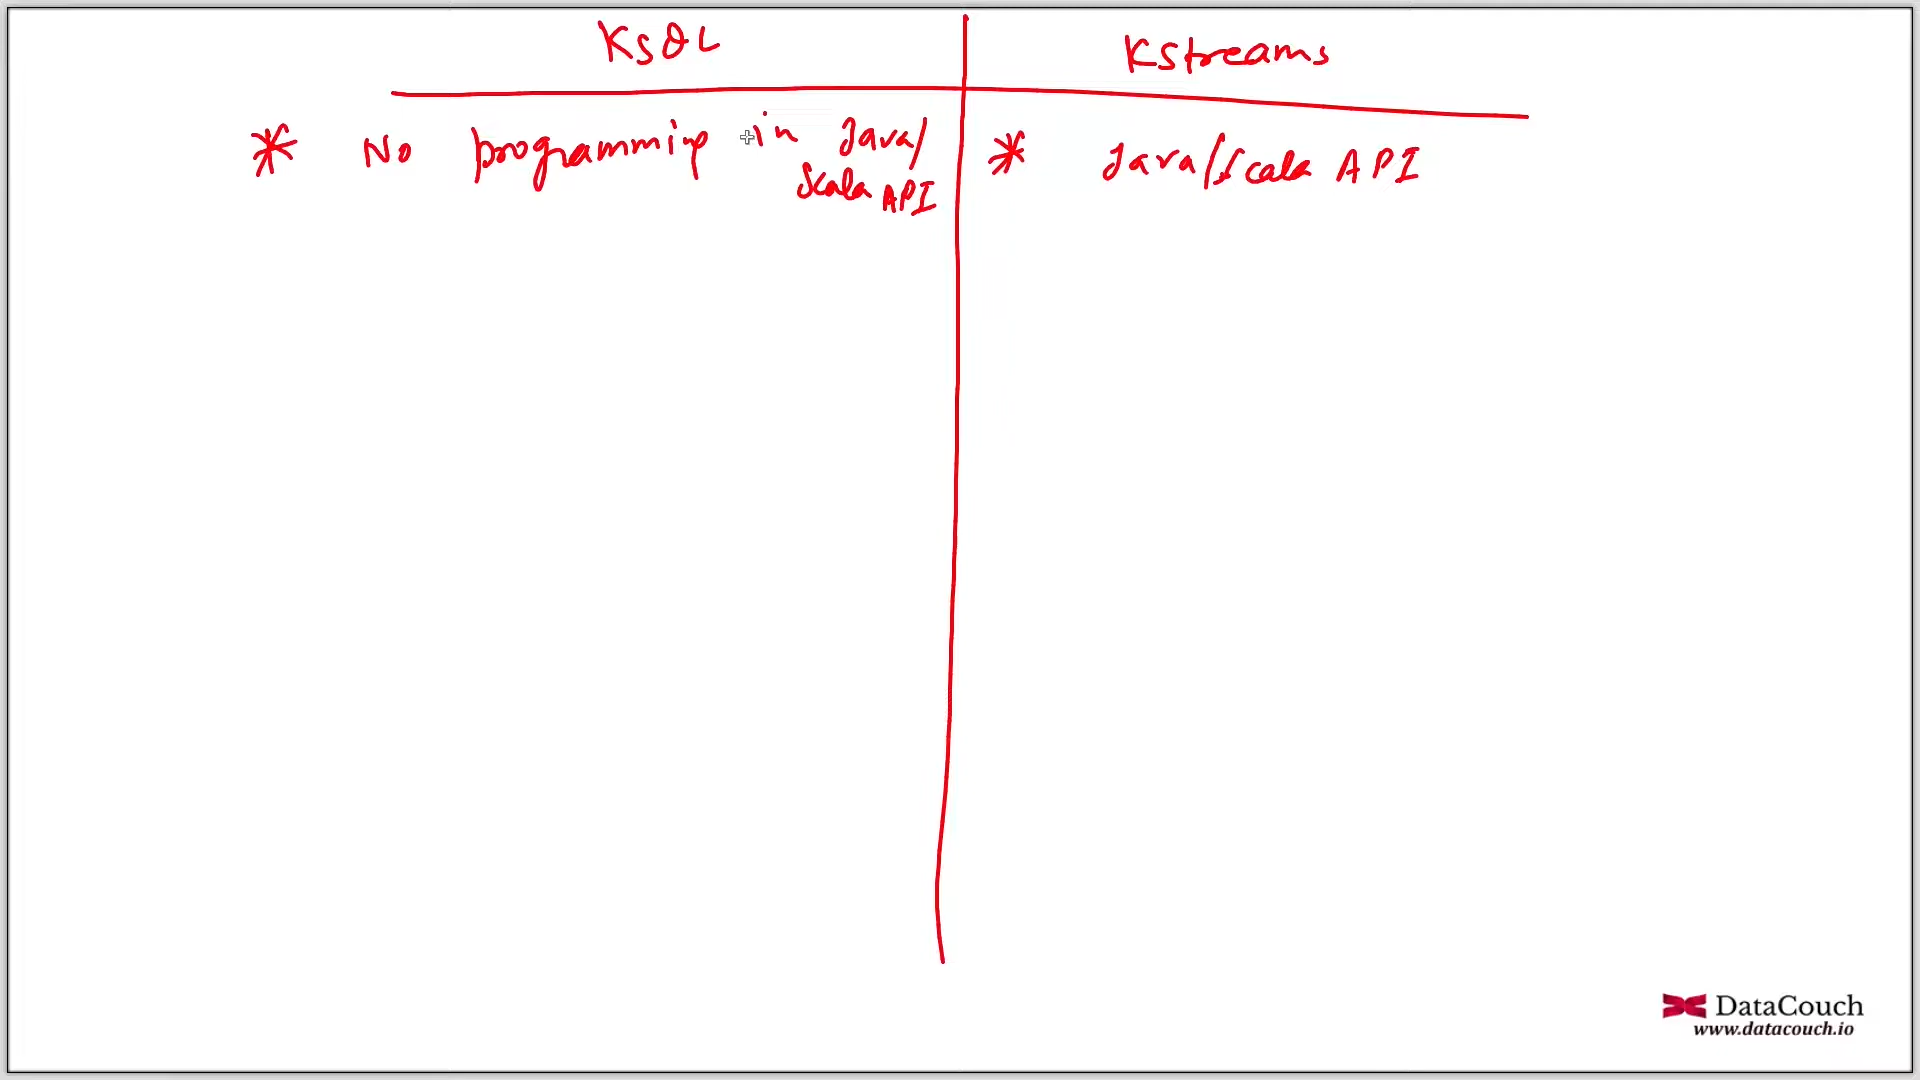 KSQL
KStreams
* No programming in Java/
Scala API
* Java/Scala API
DataCouch
www.datacouch.io